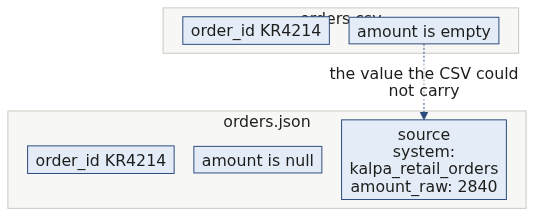 orders.csv
order_id KR4214
amount is empty
the value the CSV could
not carry
orders.json
order_id KR4214
amount is null
source
system:
kalpa_retail_orders
amount_raw: 2840